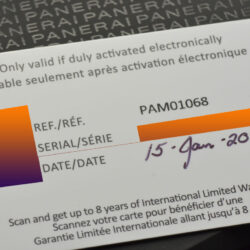 PANERAI
Only valid if duly activated electronically
able seulement après activation électronique
REF./RÉF. PAM01068
SERIAL/SÉRIE
DATE/DATE 15-Jan-20
Scan and get up to 8 years of International Limited Wa
Scannez votre carte pour bénéficier d'une
Garantie Limitée Internationale allant jusqu'à 8